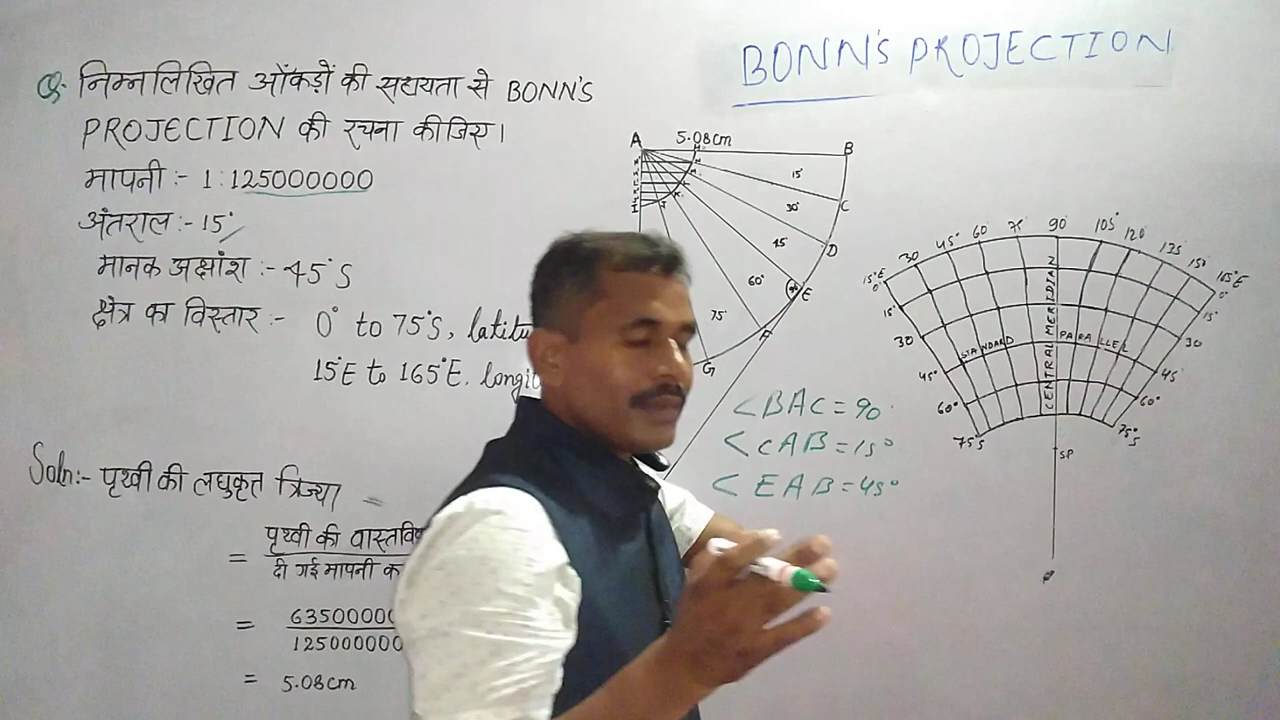 BONN'S PROJECTION
Q. निम्नलिखित आँकड़ों की सहायता से BONN'S
PROJECTION की रचना कीजिए।
मापनी :- 1:125000000
अंतराल :- 15°
मानक अक्षांश :- 45°S
क्षेत्र का विस्तार :- 0° to 75°S, latitu
15°E to 165°E. longit
Soln:- पृथ्वी की लघुकृत त्रिज्या =
= पृथ्वी की वास्तवि
दी गई मापनी क
= 63500000
125000000
= 5.08cm
A 5.08cm B
15°
C
30°
D
45
E
60°
F
75°
G
<BAC = 90°
<CAB = 15°
<EAB = 45°
15°E 30 45° 60° 75 90° 105° 120° 135 150° 165°E
0° 0°
15° 15°
30 30
STANDARD PARALLEL
45° 45
60° 60°
75°S 75°S
CENTRAL MERIDIAN
SP
P